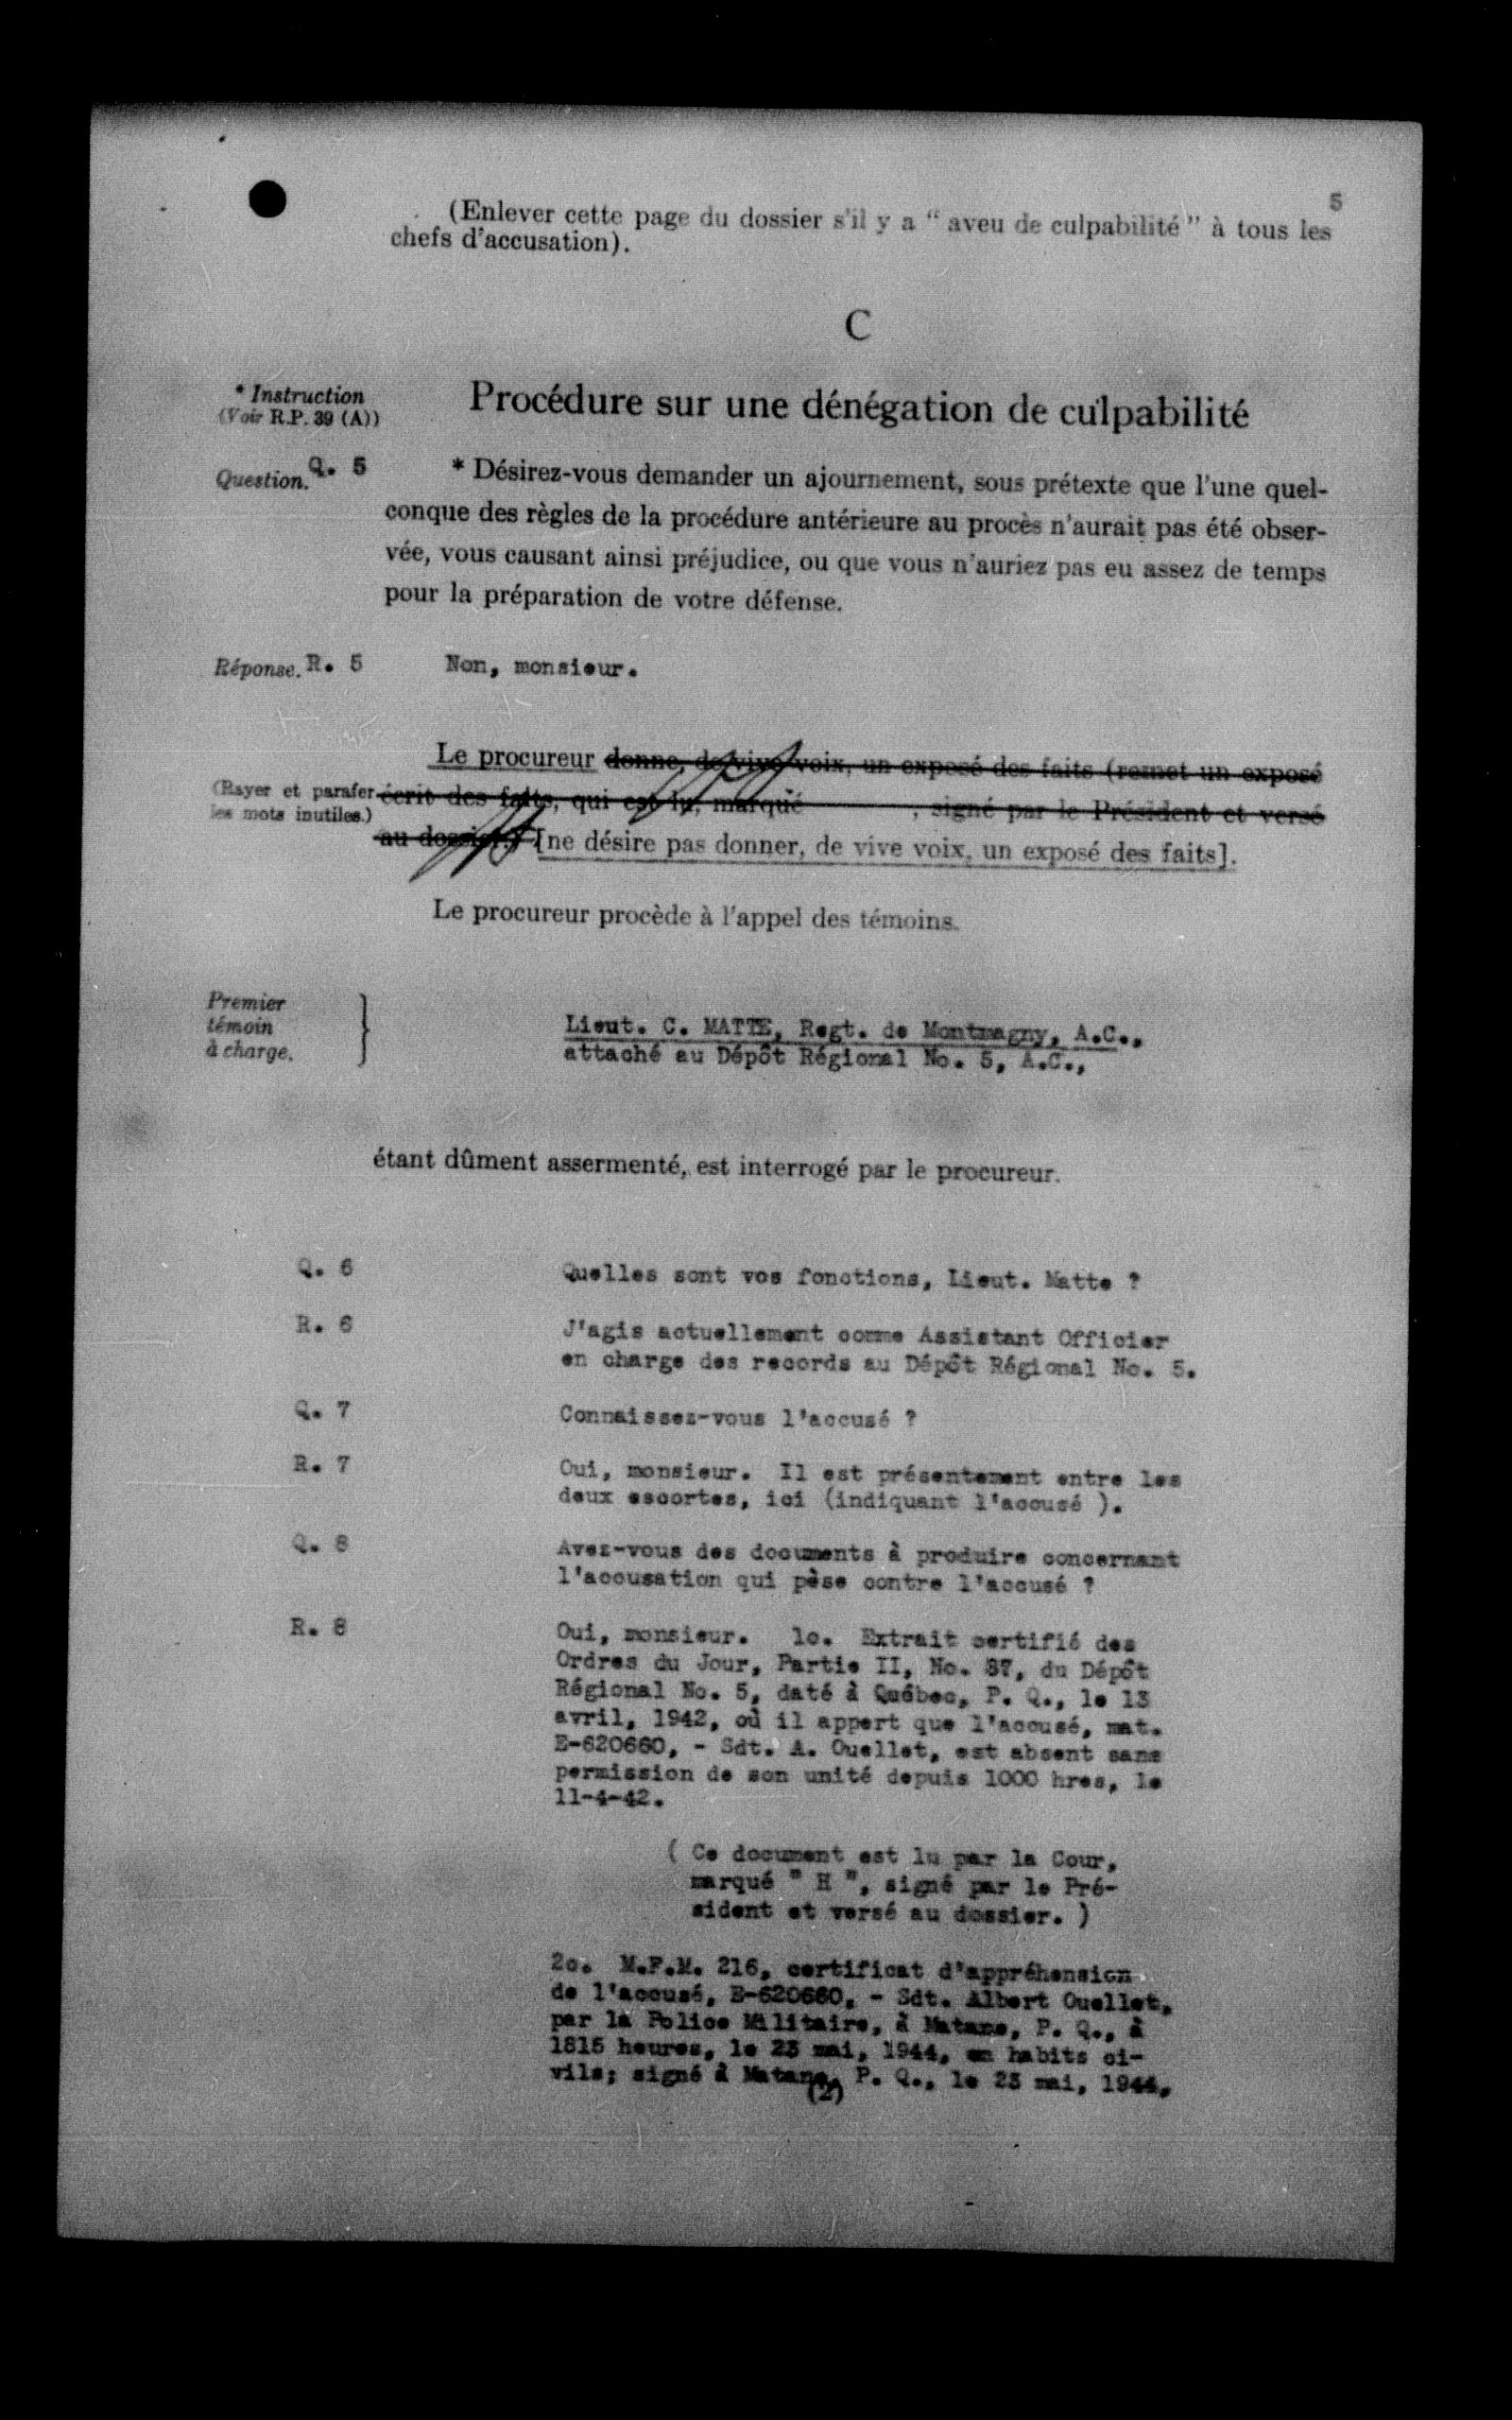 5
(Enlever cette page du dossier s'il y a " aveu de culpabilité " à tous les
chefs d'accusation).
C
* Instruction
(Voir R.P. 39 (A))
Procédure sur une dénégation de culpabilité
Question. Q. 5 * Désirez-vous demander un ajournement, sous prétexte que l'une quel-
conque des règles de la procédure antérieure au procès n'aurait pas été obser-
vée, vous causant ainsi préjudice, ou que vous n'auriez pas eu assez de temps
pour la préparation de votre défense.
Réponse. R. 5 Non, monsieur.
Le procureur donne, de vive voix, un exposé des faits (remet un exposé
(Rayer et parafer
les mots inutiles.)
écrit des faits, qui est lu, marqué , signé par le Président et versé
au dossier.) [ne désire pas donner, de vive voix, un exposé des faits].
Le procureur procède à l'appel des témoins.
Premier
témoin
à charge.
Lieut. C. MATTE, Regt. de Montmagny, A.C.,
attaché au Dépôt Régional No. 5, A.C.,
étant dûment assermenté, est interrogé par le procureur.
Q. 6 Quelles sont vos fonctions, Lieut. Matte ?
R. 6 J'agis actuellement comme Assistant Officier
en charge des records au Dépôt Régional No. 5.
Q. 7 Connaissez-vous l'accusé ?
R. 7 Oui, monsieur. Il est présentement entre les
deux escortes, ici (indiquant l'accusé ).
Q. 8 Avez-vous des documents à produire concernant
l'accusation qui pèse contre l'accusé ?
R. 8 Oui, monsieur. 1o. Extrait certifié des
Ordres du Jour, Partie II, No. 87, du Dépôt
Régional No. 5, daté à Québec, P. Q., le 13
avril, 1942, où il appert que l'accusé, mat.
E-620660, - Sdt. A. Ouellet, est absent sans
permission de son unité depuis 1000 hres, le
11-4-42.
( Ce document est lu par la Cour,
marqué " H ", signé par le Pré-
sident et versé au dossier. )
2o. M.F.M. 216, certificat d'appréhension
de l'accusé, E-620660, - Sdt. Albert Ouellet,
par la Police Militaire, à Matane, P. Q., à
1815 heures, le 23 mai, 1944, en habits ci-
vils; signé à Matane, P. Q., le 23 mai, 1944,
(2)